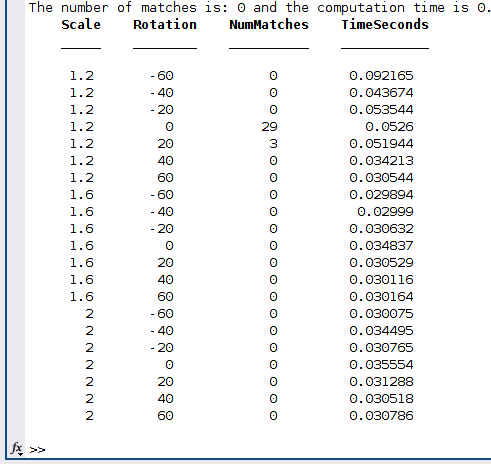 The number of matches is: 0 and the computation time is 0.
Scale Rotation NumMatches TimeSeconds
1.2 -60 0 0.092165
1.2 -40 0 0.043674
1.2 -20 0 0.053544
1.2 0 29 0.0526
1.2 20 3 0.051944
1.2 40 0 0.034213
1.2 60 0 0.030544
1.6 -60 0 0.029894
1.6 -40 0 0.02999
1.6 -20 0 0.030632
1.6 0 0 0.034837
1.6 20 0 0.030529
1.6 40 0 0.030116
1.6 60 0 0.030164
2 -60 0 0.030075
2 -40 0 0.034495
2 -20 0 0.030765
2 0 0 0.035554
2 20 0 0.031288
2 40 0 0.030518
2 60 0 0.030786
fx >>